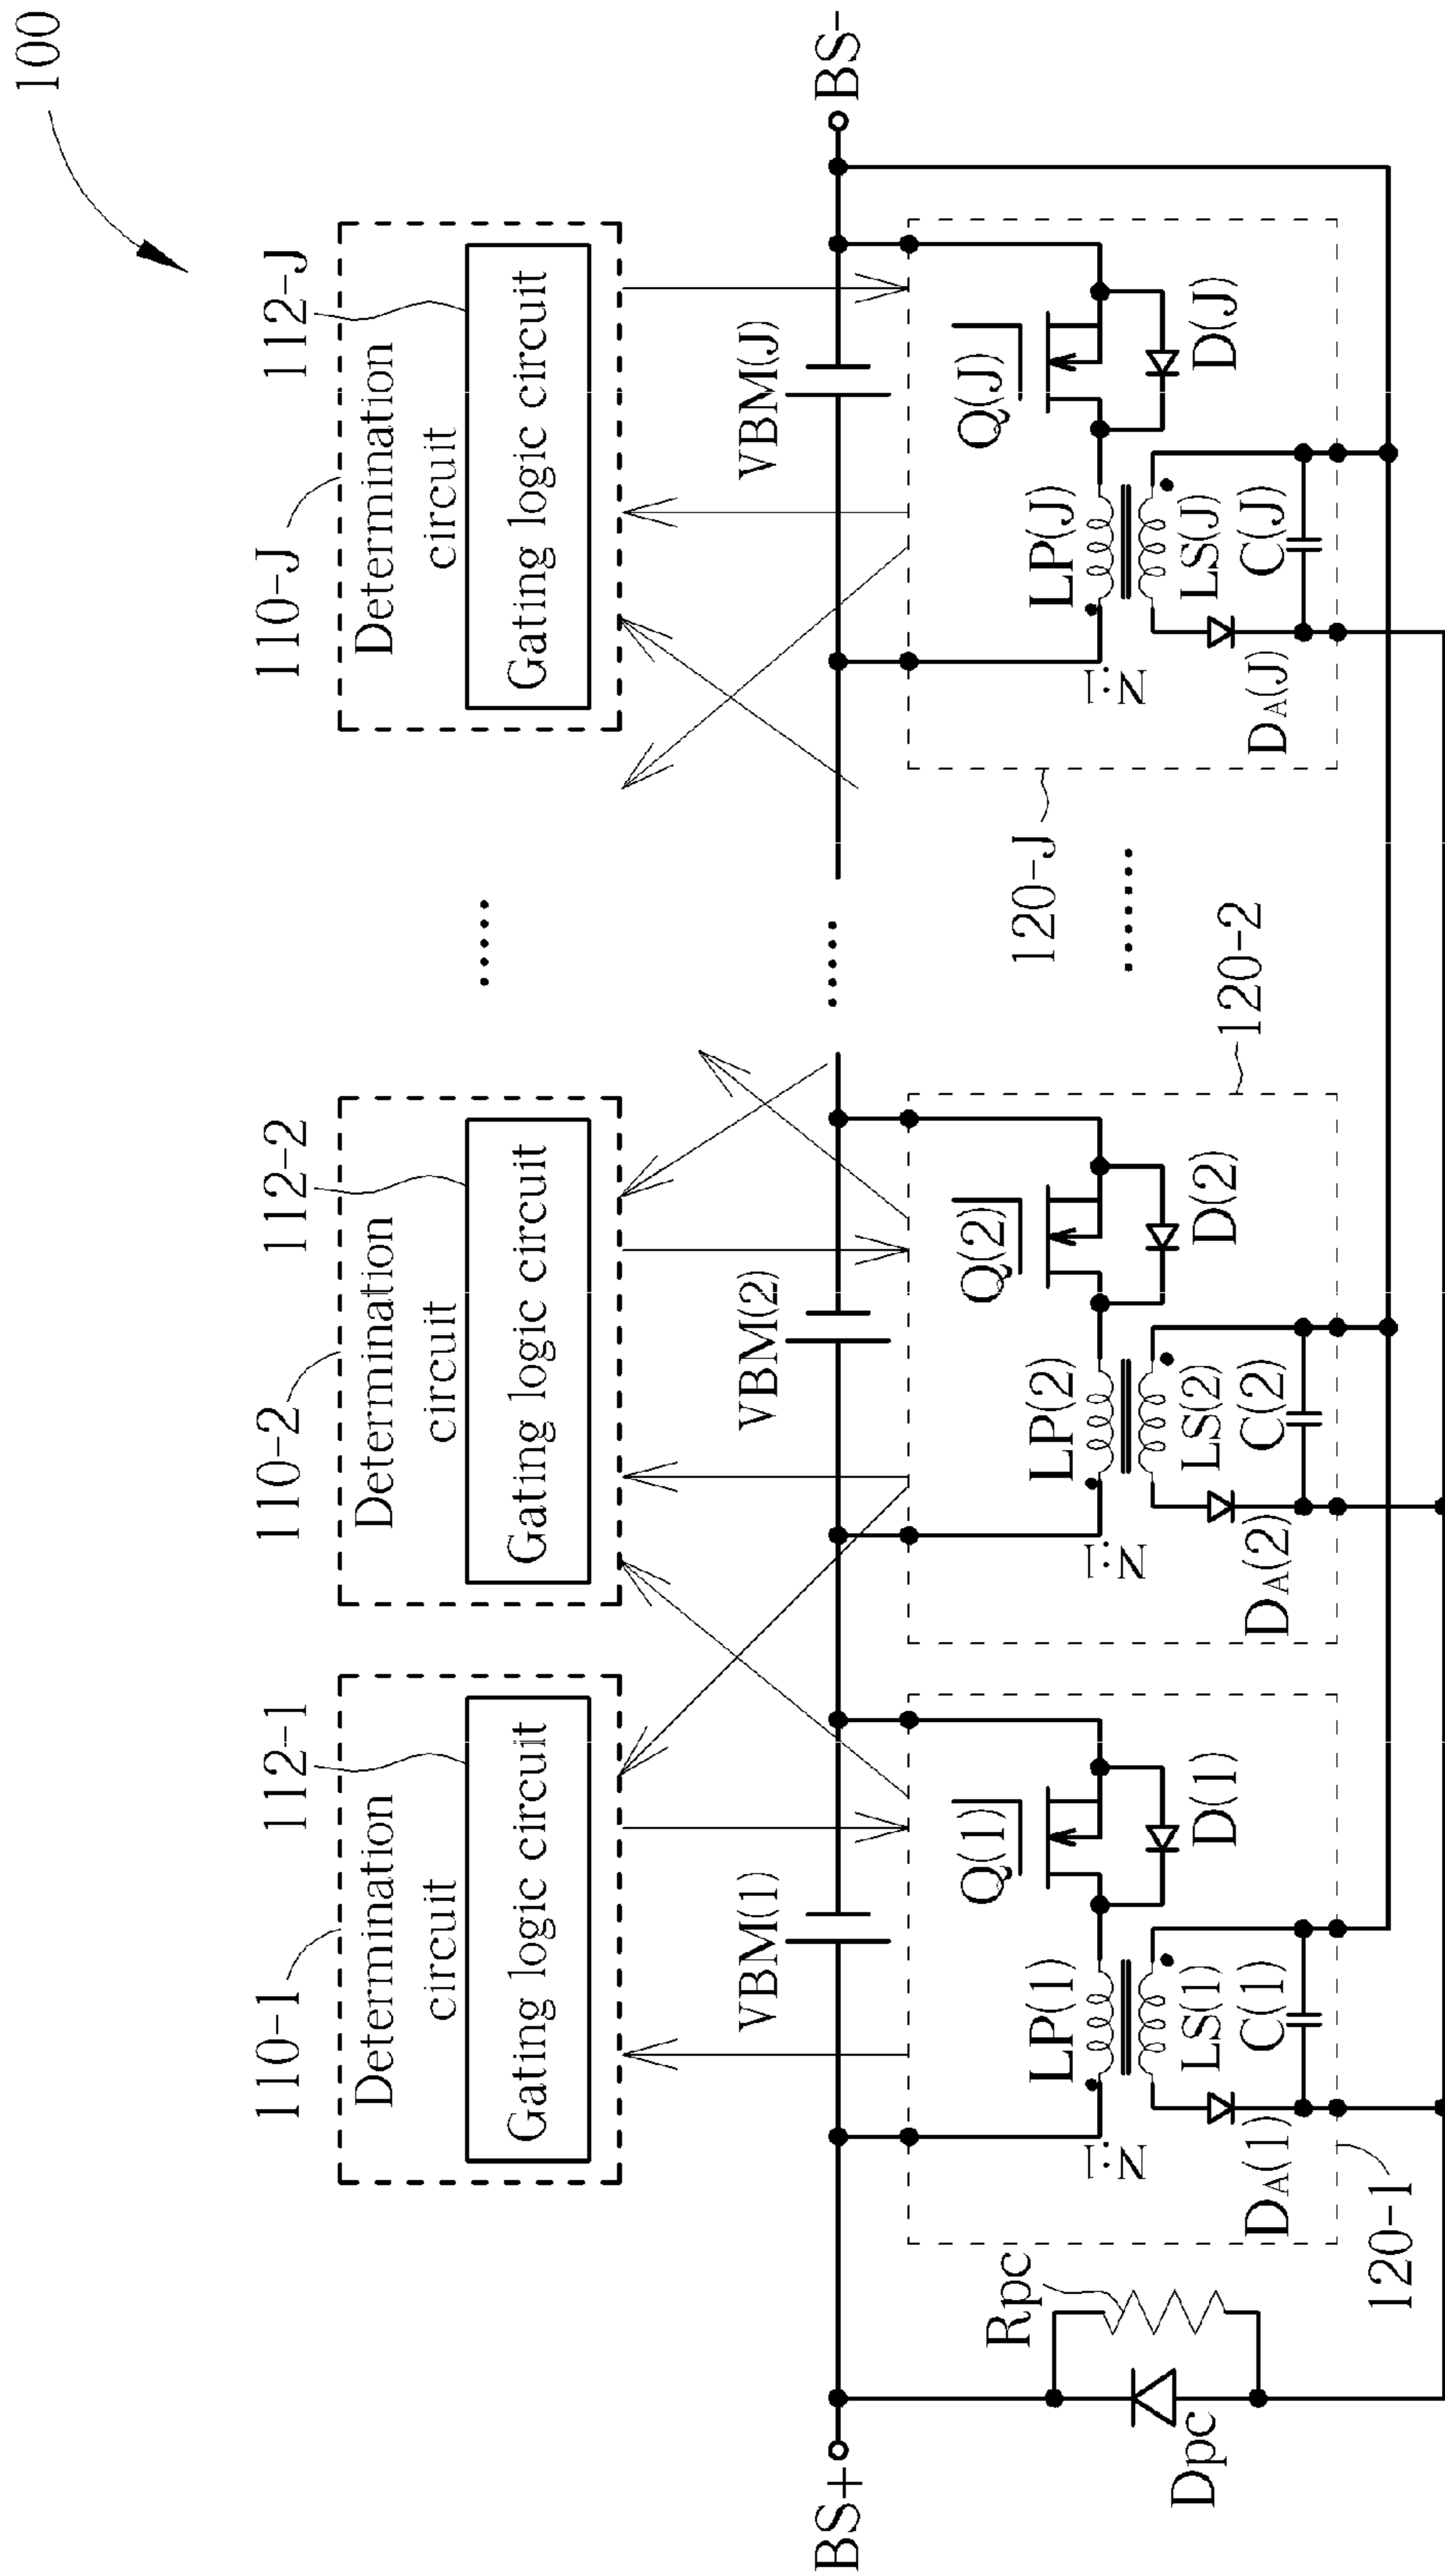 100
110-1
112-1
110-2
112-2
110-J
112-J
Determination
circuit
Gating logic circuit
Determination
circuit
Gating logic circuit
.....
Determination
circuit
Gating logic circuit
VBM(1)
VBM(2)
VBM(J)
BS+
.....
BS-
Rpc
Dpc
N:1
LP(1)
Q(1)
LS(1)
D(1)
DA(1)
C(1)
120-1
N:1
LP(2)
Q(2)
LS(2)
D(2)
DA(2)
C(2)
120-2
120-J
.......
N:1
LP(J)
Q(J)
LS(J)
D(J)
DA(J)
C(J)